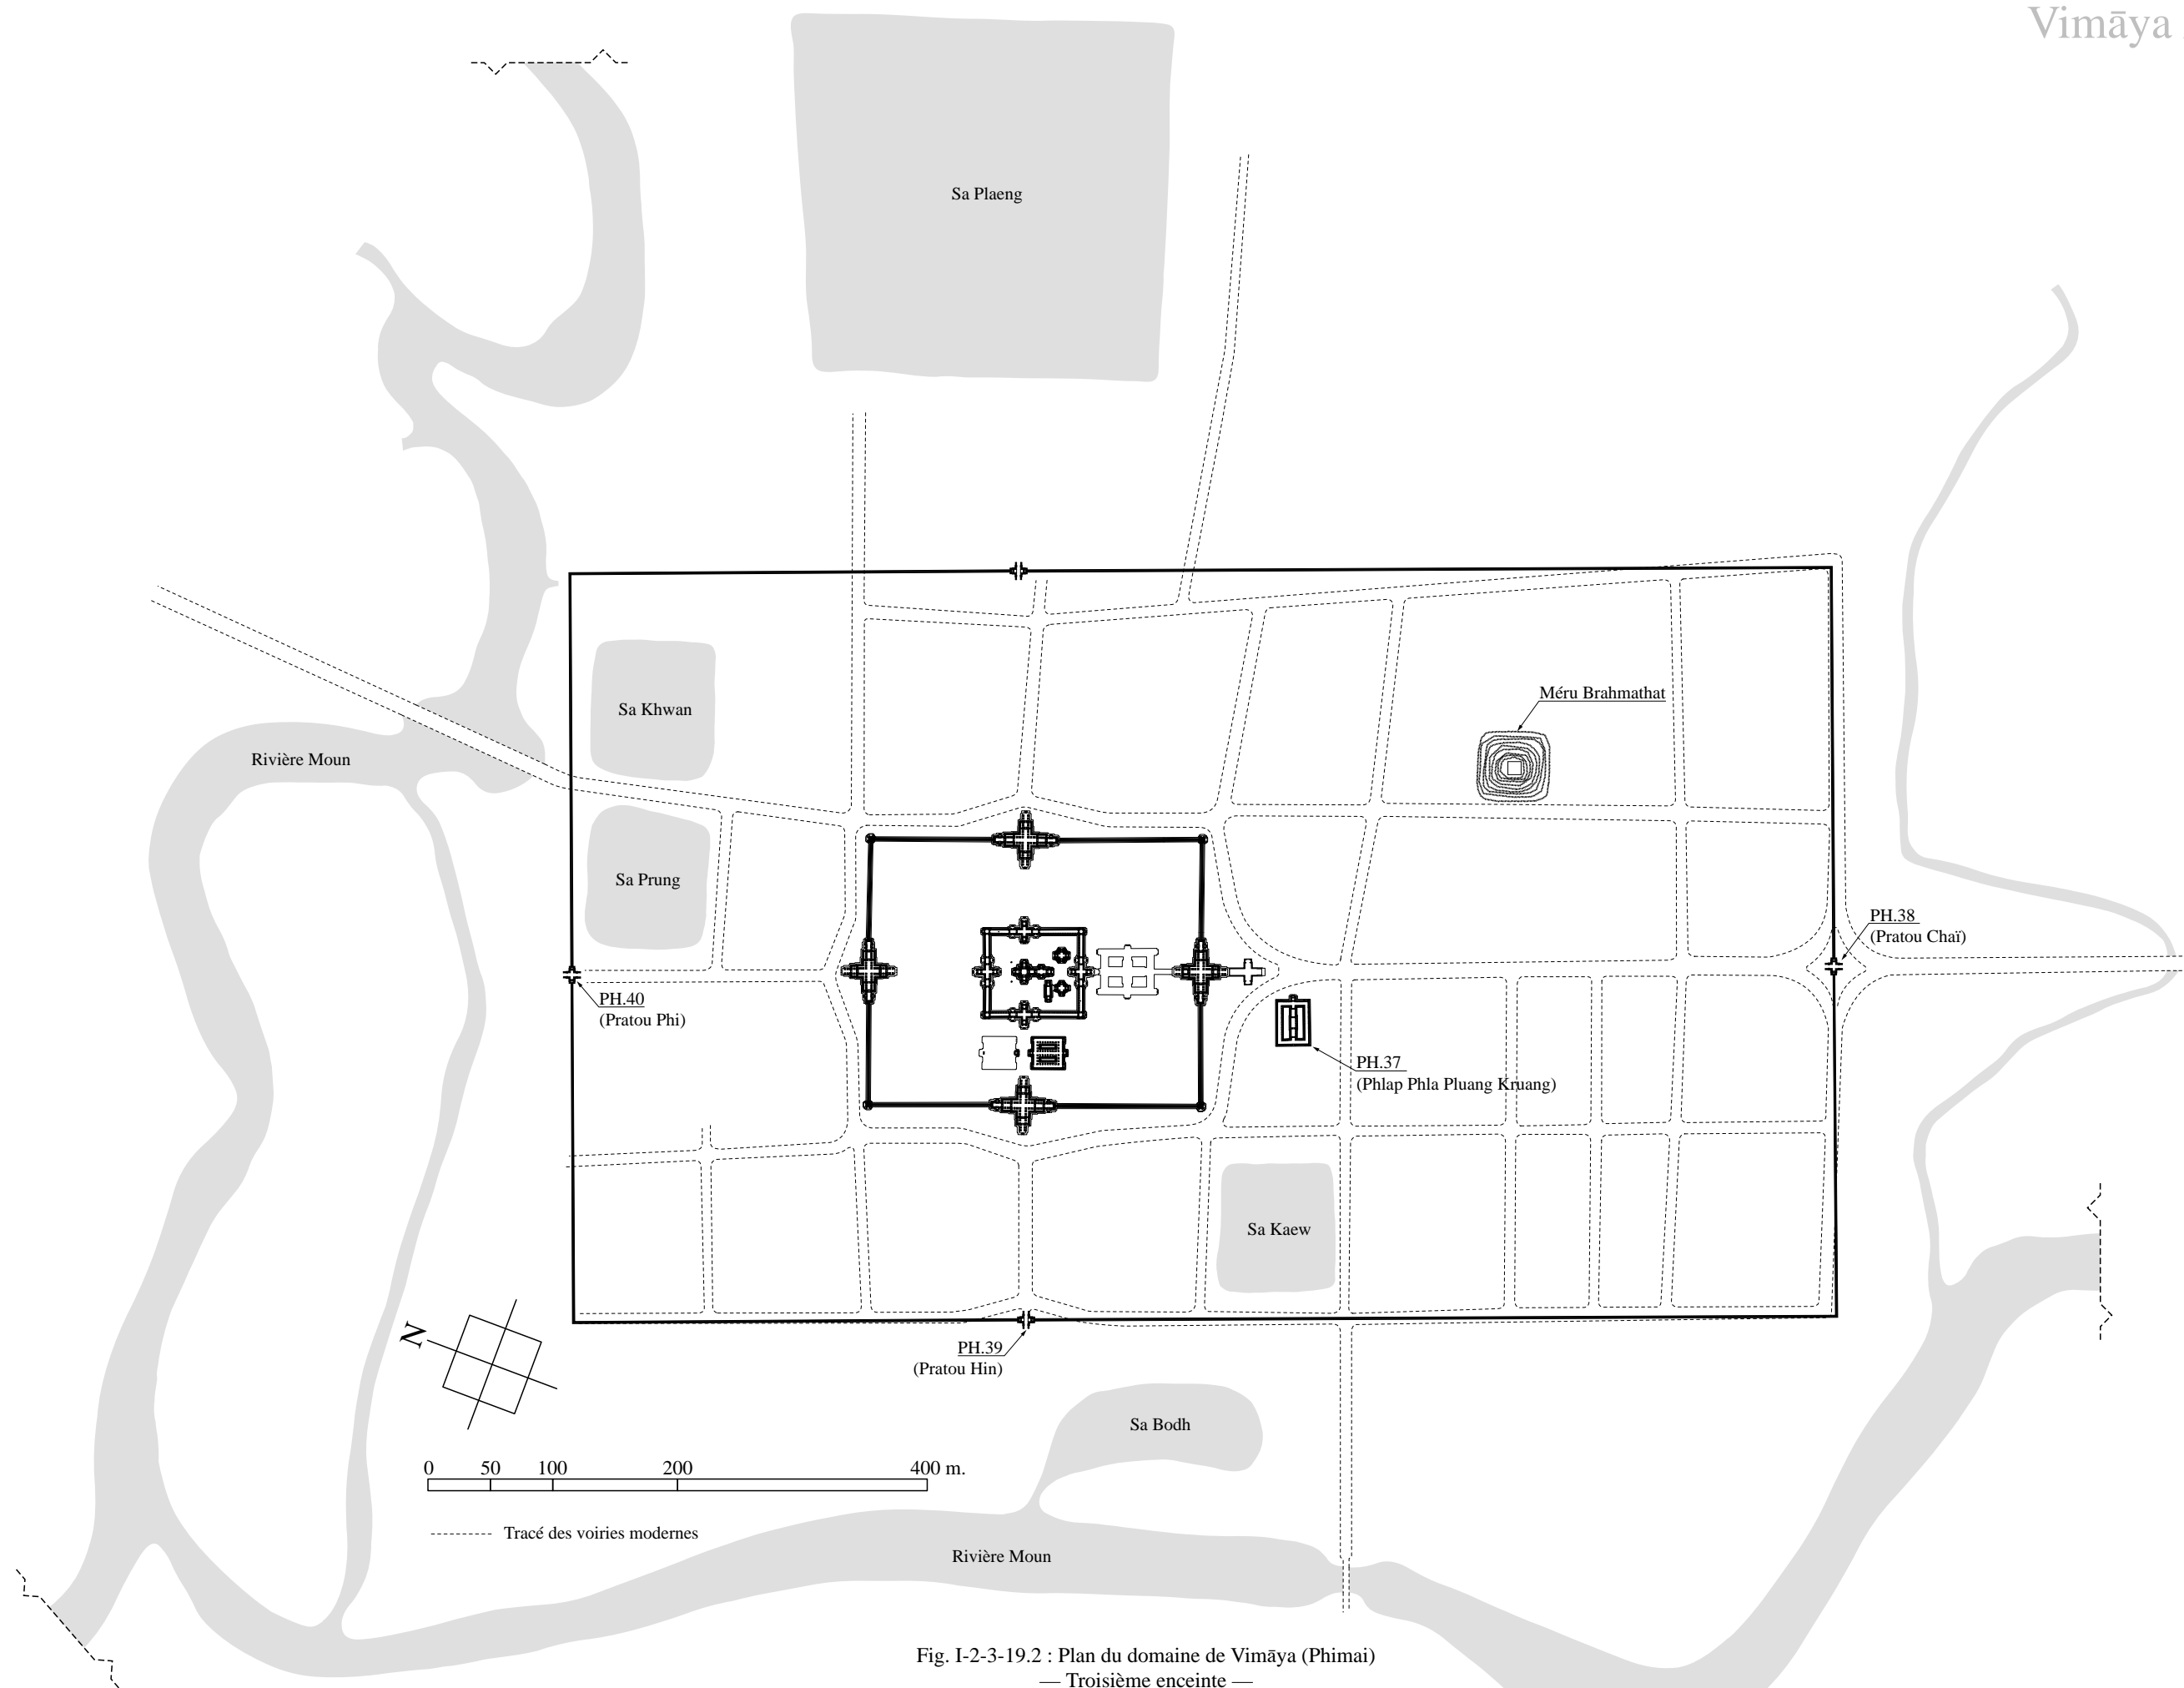 Vimāya
Sa Plaeng
Méru Brahmathat
Sa Khwan
Rivière Moun
Sa Prung
PH.38
(Pratou Chaï)
PH.40
(Pratou Phi)
PH.37
(Phlap Phla Pluang Kruang)
Sa Kaew
N
PH.39
(Pratou Hin)
Sa Bodh
0 50 100 200 400 m.
Tracé des voiries modernes
Rivière Moun
Fig. I-2-3-19.2 : Plan du domaine de Vimāya (Phimai)
— Troisième enceinte —